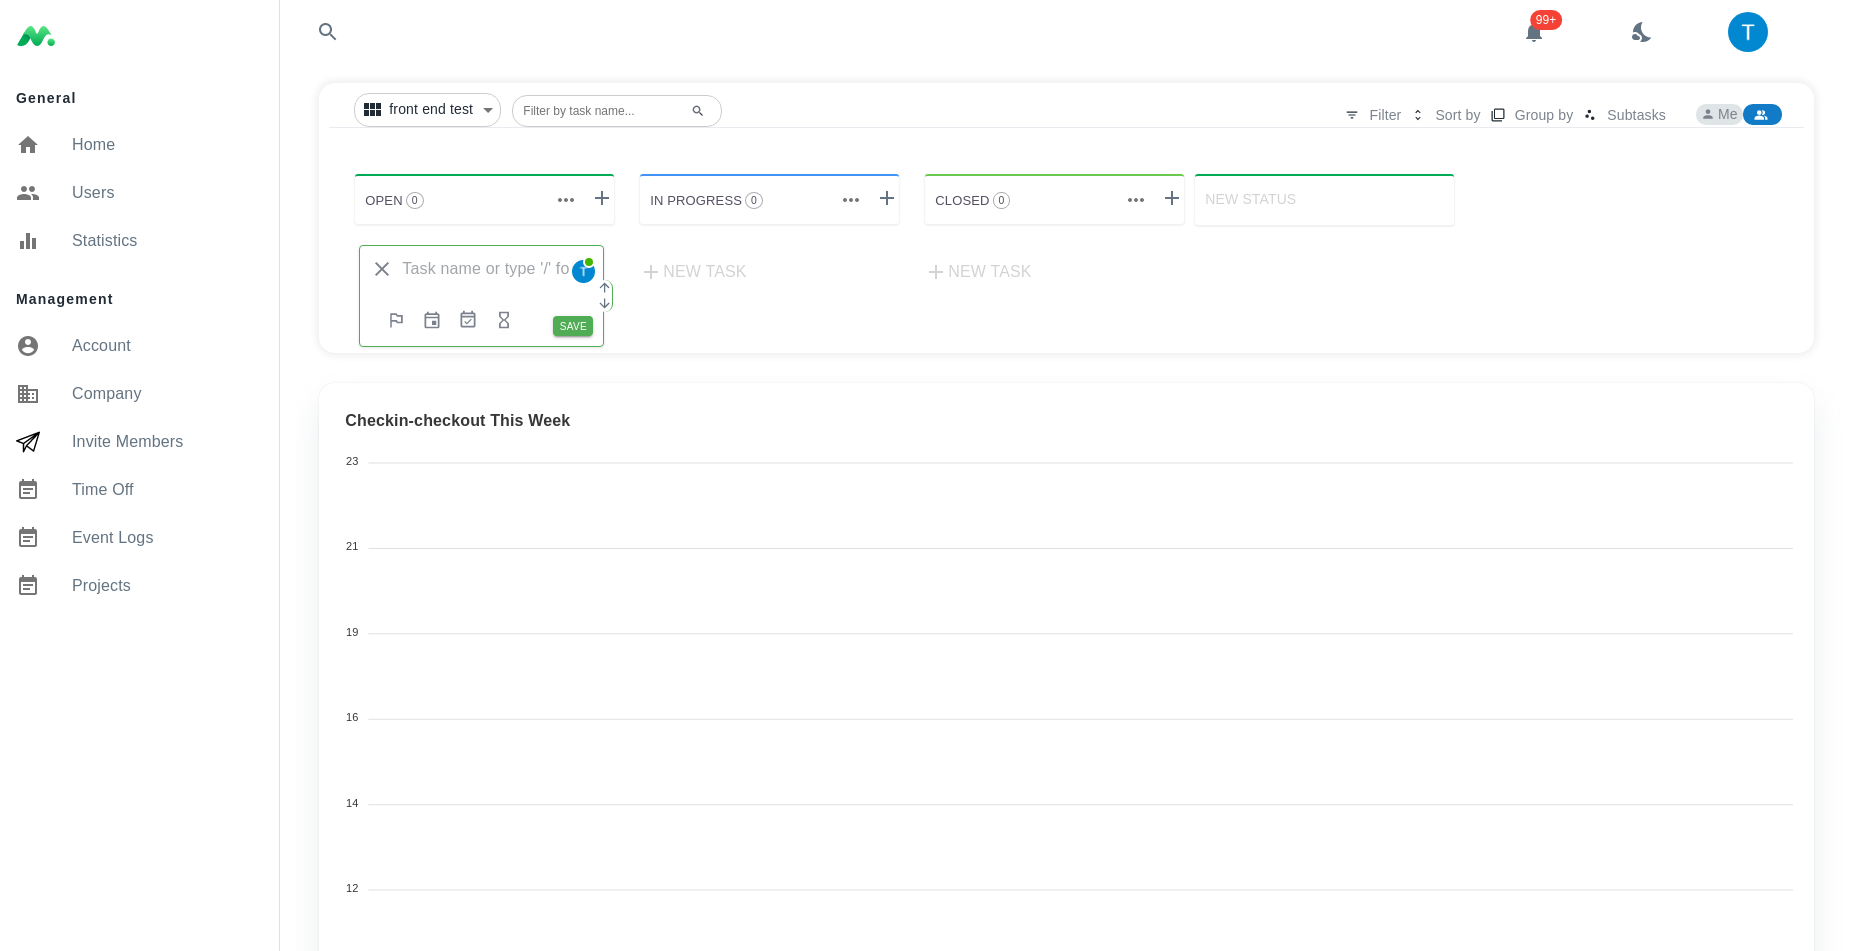 99+
T
General
Home
Users
Statistics
Management
Account
Company
Invite Members
Time Off
Event Logs
Projects
front end test
Filter by task name...
Filter
Sort by
Group by
Subtasks
Me
OPEN 0
IN PROGRESS 0
CLOSED 0
NEW STATUS
Task name or type '/' fo
T
SAVE
NEW TASK
NEW TASK
Checkin-checkout This Week
23
21
19
16
14
12